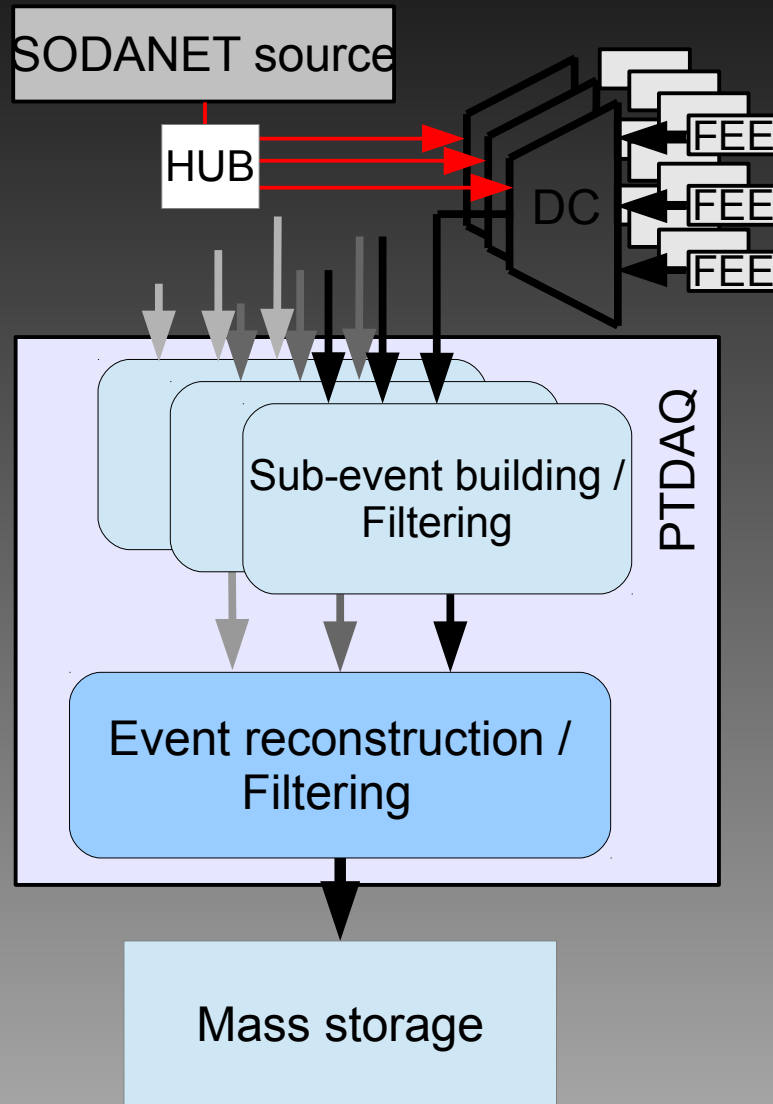 SODANET source
HUB
DC
FEE
FEE
FEE
PTDAQ
Sub-event building /
Filtering
Event reconstruction /
Filtering
Mass storage